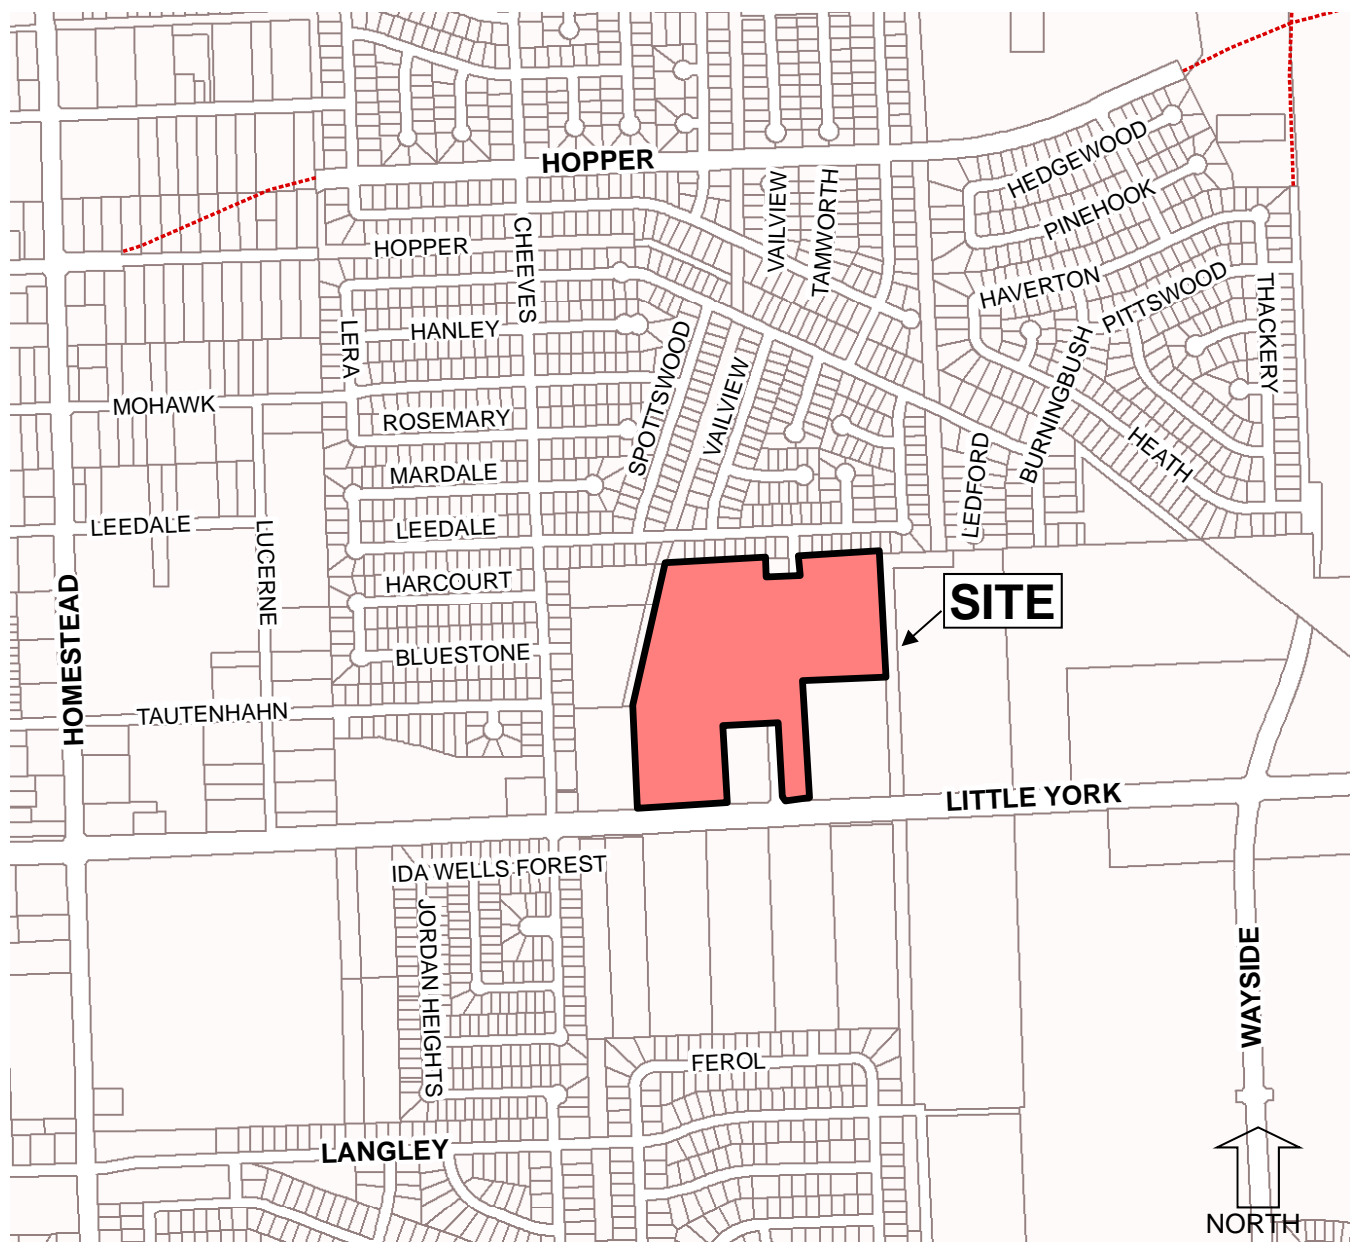 HOPPER
HEDGEWOOD
PINEHOOK
VAILVIEW
TAMWORTH
HOPPER
CHEEVES
HAVERTON
PITTSWOOD
THACKERY
LERA
HANLEY
SPOTTSWOOD
VAILVIEW
BURNINGBUSH
MOHAWK
ROSEMARY
HEATH
MARDALE
LEDFORD
LEEDALE
LEEDALE
LUCERNE
HARCOURT
SITE
HOMESTEAD
BLUESTONE
TAUTENHAHN
LITTLE YORK
IDA WELLS FOREST
JORDAN HEIGHTS
WAYSIDE
FEROL
LANGLEY
NORTH